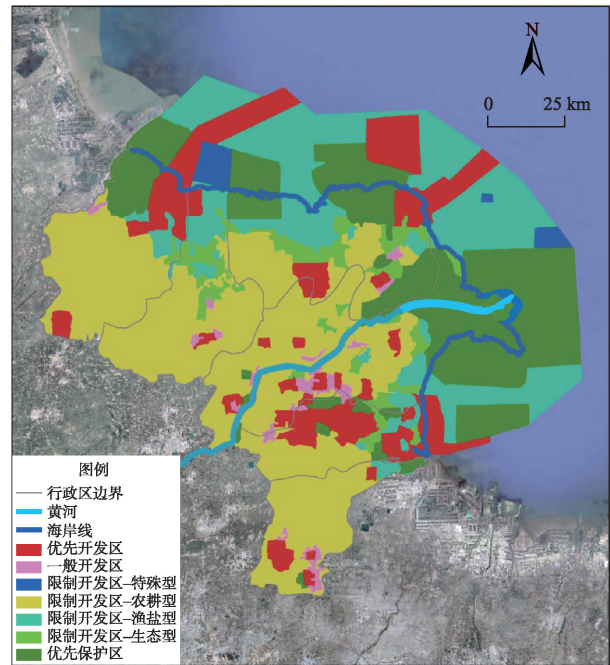 N
0 25 km
图例
行政区边界
黄河
海岸线
优先开发区
一般开发区
限制开发区–特殊型
限制开发区–农耕型
限制开发区–渔盐型
限制开发区–生态型
优先保护区